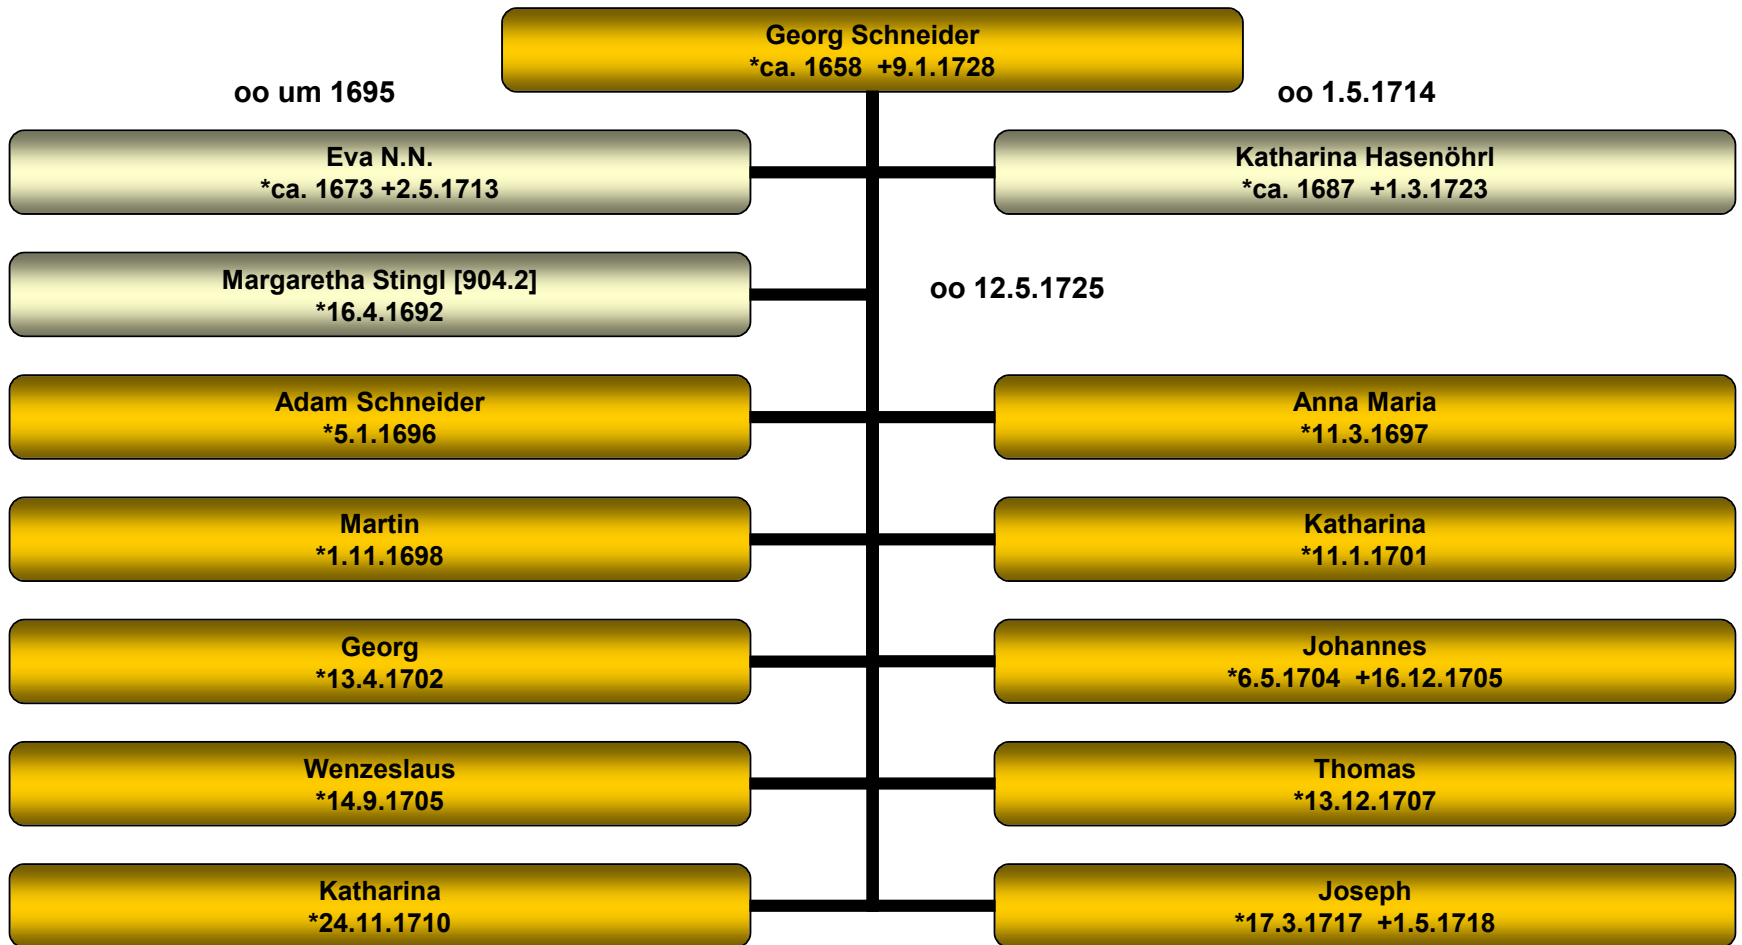 Georg Schneider
*ca. 1658 +9.1.1728
oo um 1695
oo 1.5.1714
Eva N.N.
*ca. 1673 +2.5.1713
Katharina Hasenöhrl
*ca. 1687 +1.3.1723
Margaretha Stingl [904.2]
*16.4.1692
oo 12.5.1725
Adam Schneider
*5.1.1696
Anna Maria
*11.3.1697
Martin
*1.11.1698
Katharina
*11.1.1701
Georg
*13.4.1702
Johannes
*6.5.1704 +16.12.1705
Wenzeslaus
*14.9.1705
Thomas
*13.12.1707
Katharina
*24.11.1710
Joseph
*17.3.1717 +1.5.1718